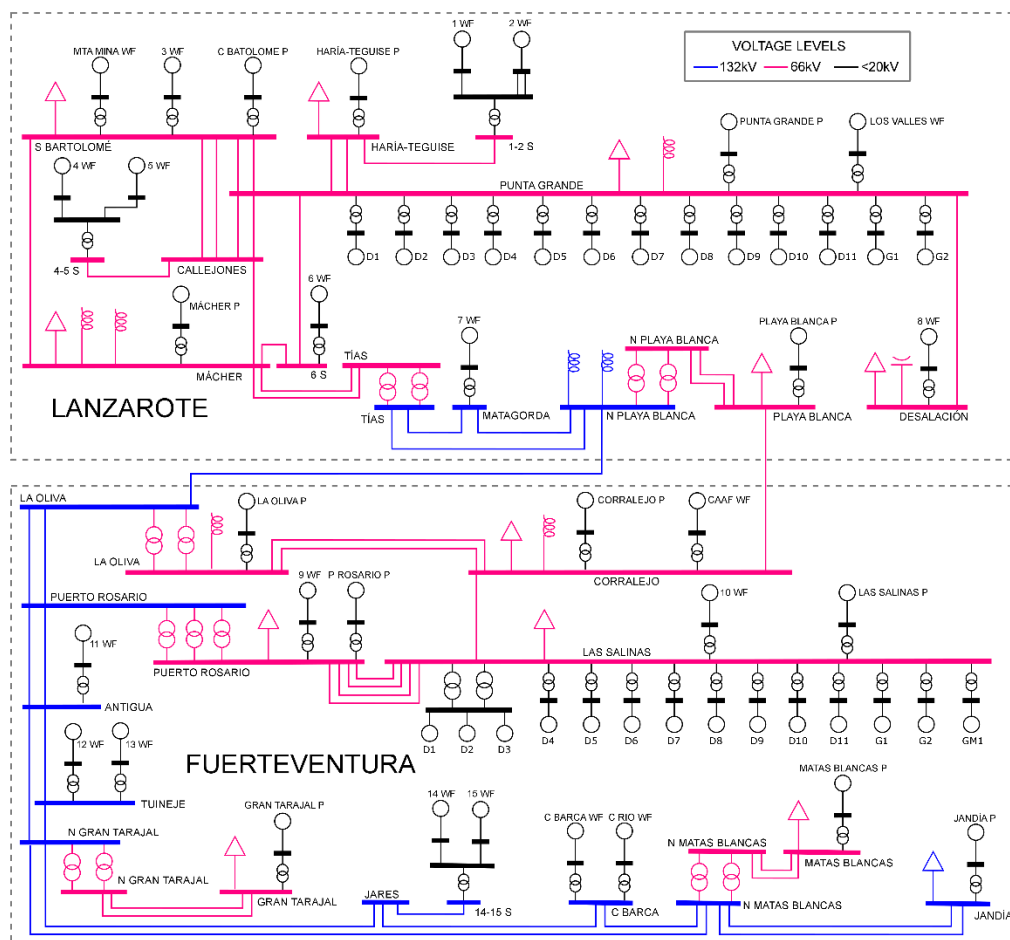 1 WF
2 WF
MTA MINA WF
3 WF
C BATOLOME P
HARÍA-TEGUISE P
VOLTAGE LEVELS
132kV
66kV
<20kV
PUNTA GRANDE P
LOS VALLES WF
S BARTOLOMÉ
HARÍA-TEGUISE
1-2 S
4 WF
5 WF
PUNTA GRANDE
D1
D2
D3
D4
D5
D6
D7
D8
D9
D10
D11
G1
G2
4-5 S
CALLEJONES
6 WF
MÁCHER P
7 WF
N PLAYA BLANCA
PLAYA BLANCA P
8 WF
TÍAS
MÁCHER
6 S
LANZAROTE
TÍAS
MATAGORDA
N PLAYA BLANCA
PLAYA BLANCA
DESALACIÓN
LA OLIVA
LA OLIVA P
CORRALEJO P
CAAF WF
LA OLIVA
CORRALEJO
9 WF
P ROSARIO P
PUERTO ROSARIO
10 WF
LAS SALINAS P
11 WF
PUERTO ROSARIO
LAS SALINAS
ANTIGUA
D1
D2
D3
D4
D5
D6
D7
D8
D9
D10
D11
G1
G2
GM1
12 WF
13 WF
FUERTEVENTURA
MATAS BLANCAS P
TUINEJE
GRAN TARAJAL P
14 WF
15 WF
C BARCA WF
C RIO WF
JANDÍA P
N GRAN TARAJAL
N MATAS BLANCAS
MATAS BLANCAS
N GRAN TARAJAL
GRAN TARAJAL
JARES
14-15 S
C BARCA
N MATAS BLANCAS
JANDÍA